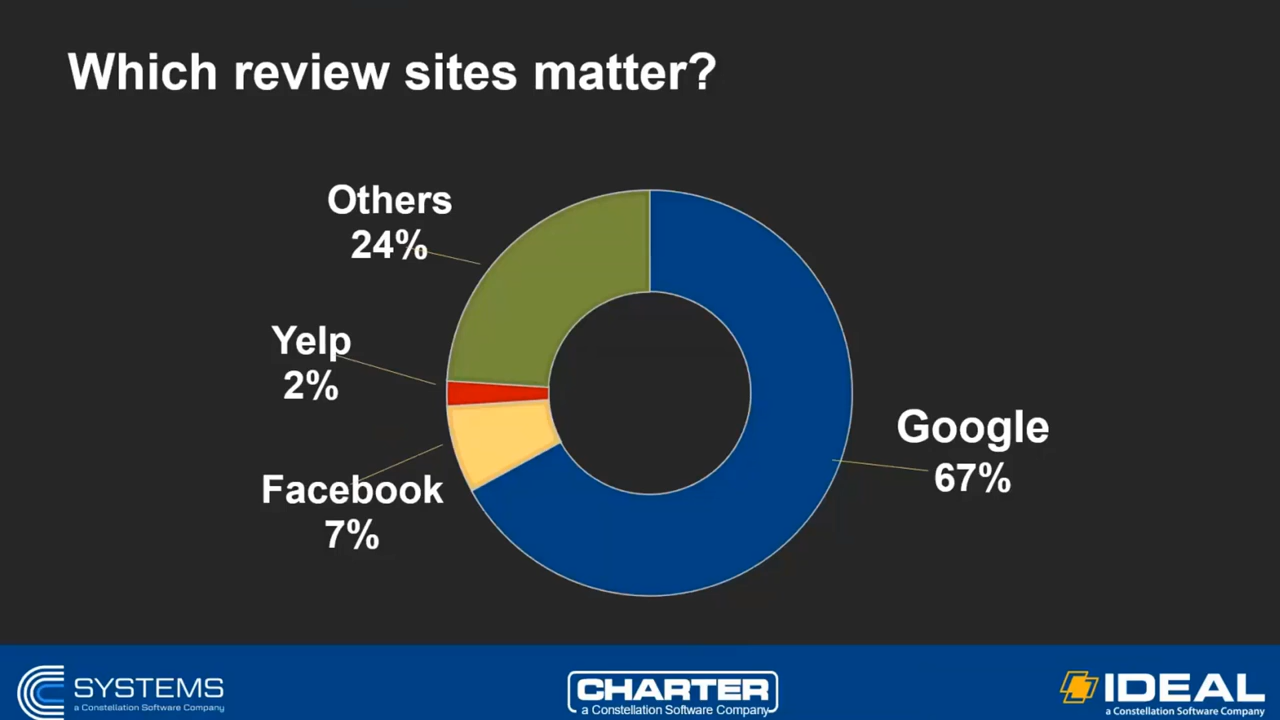 Which review sites matter?
Others
24%
Yelp
2%
Facebook
7%
Google
67%
SYSTEMS
a Constellation Software Company
CHARTER
a Constellation Software Company
IDEAL
a Constellation Software Company